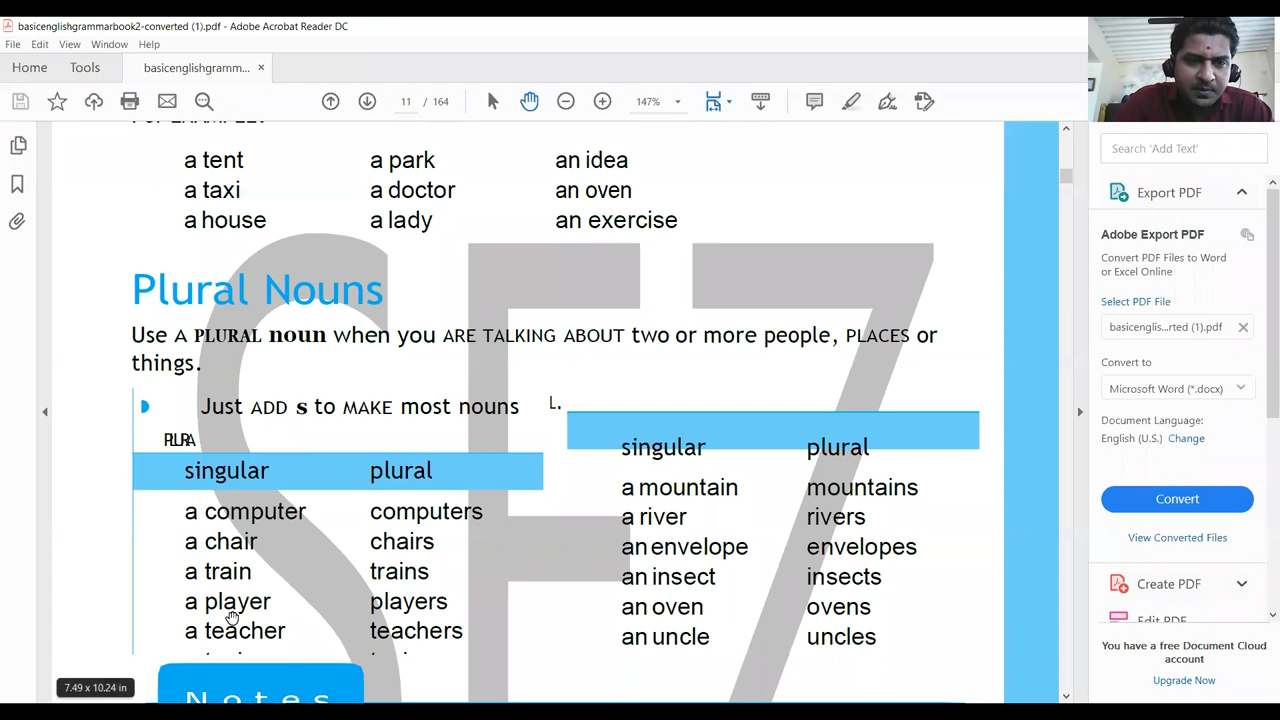 basicenglishgrammarbook2-converted (1).pdf - Adobe Acrobat Reader DC
File Edit View Window Help
Home Tools basicenglishgramm... ×
11 / 164 147%
a tent a park an idea
a taxi a doctor an oven
a house a lady an exercise
Plural Nouns
Use A PLURAL noun when you ARE TALKING ABOUT two or more people, PLACES or
things.
Just ADD s to MAKE most nouns L.
PLURA
singular plural
a computer computers
a chair chairs
a train trains
a player players
a teacher teachers
singular plural
a mountain mountains
a river rivers
an envelope envelopes
an insect insects
an oven ovens
an uncle uncles
Notes
7.49 x 10.24 in
SE7
Search 'Add Text'
Export PDF
Adobe Export PDF
Convert PDF Files to Word
or Excel Online
Select PDF File
basicenglis...rted (1).pdf
Convert to
Microsoft Word (*.docx)
Document Language:
English (U.S.) Change
Convert
View Converted Files
Create PDF
Edit PDF
You have a free Document Cloud
account
Upgrade Now